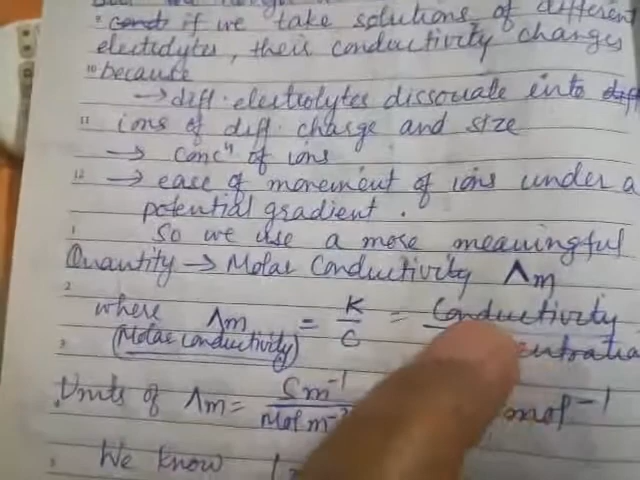 if we take solutions of different
electrolytes, their conductivity changes
because
→ diff. electrolytes dissociate into
ions of diff. charge and size
→ concⁿ of ions
→ ease of movement of ions under a
potential gradient.
So we use a more meaningful
Quantity → Molar Conductivity Λm
where Λm = K/C = Conductivity
(Molar conductivity)
Units of Λm = Sm⁻¹ mol⁻¹
We know